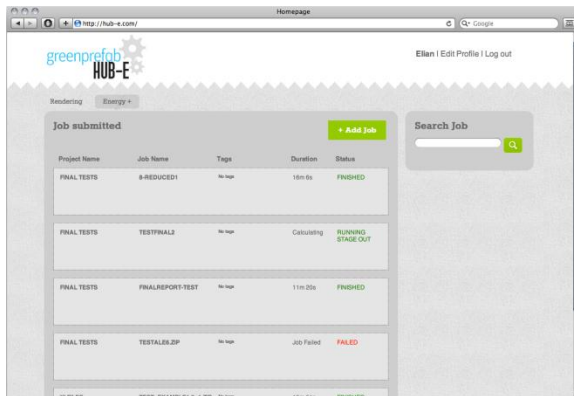 Homepage
http://hub-e.com/
Google
greenprefab
HUB-E
Elian | Edit Profile | Log out
Rendering
Energy+
Job submitted
+ Add Job
Project Name Job Name Tags Duration Status
FINAL TESTS 8-REDUCED1 No tags 16m 6s FINISHED
FINAL TESTS TESTFINAL2 No tags Calculating RUNNING
STAGE OUT
FINAL TESTS FINALREPORT-TEST No tags 11m 20s FINISHED
FINAL TESTS TESTALE8.ZIP No tags Job Failed FAILED
Search Job